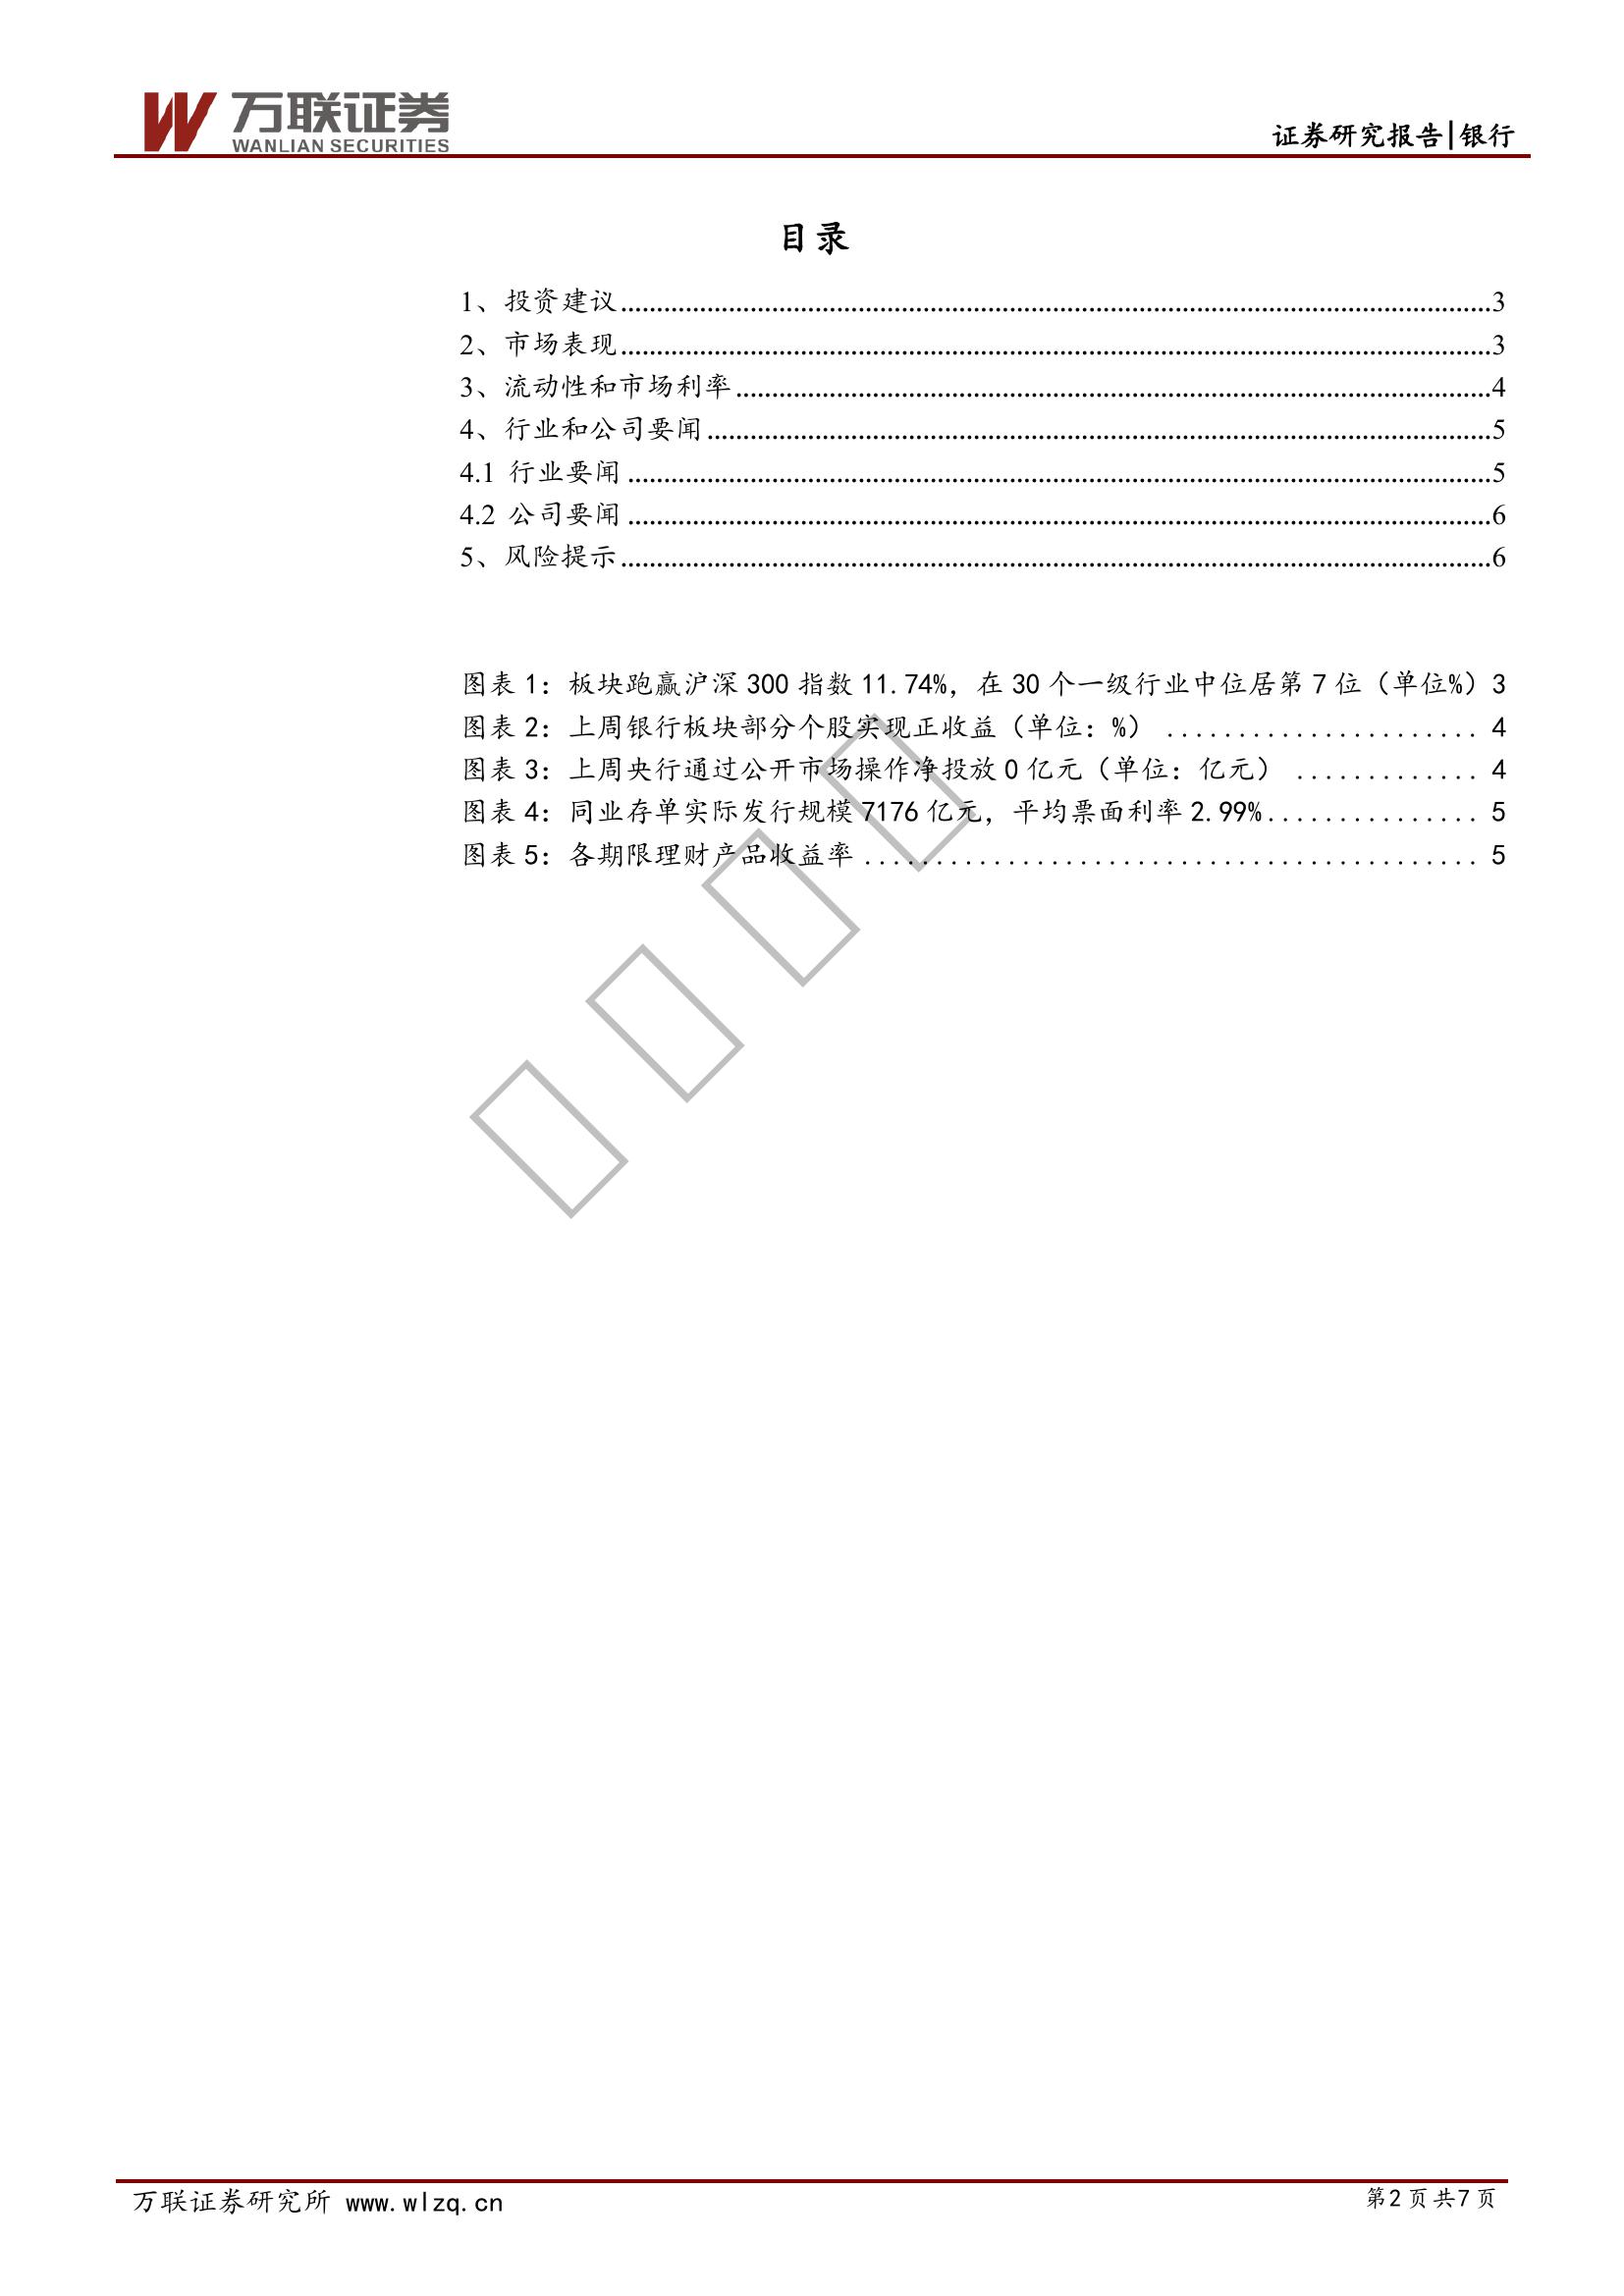 万联证券
WANLIAN SECURITIES
证券研究报告|银行
目录
1、投资建议..........3
2、市场表现..........3
3、流动性和市场利率..........4
4、行业和公司要闻..........5
4.1 行业要闻..........5
4.2 公司要闻..........6
5、风险提示..........6
图表 1：板块跑赢沪深 300 指数 11.74%，在 30 个一级行业中位居第 7 位（单位%）3
图表 2：上周银行板块部分个股实现正收益（单位：%） ...................... 4
图表 3：上周央行通过公开市场操作净投放 0 亿元（单位：亿元） ............. 4
图表 4：同业存单实际发行规模 7176 亿元，平均票面利率 2.99%............... 5
图表 5：各期限理财产品收益率 ........................................... 5
万联证券研究所 www.wlzq.cn
第2页共7页